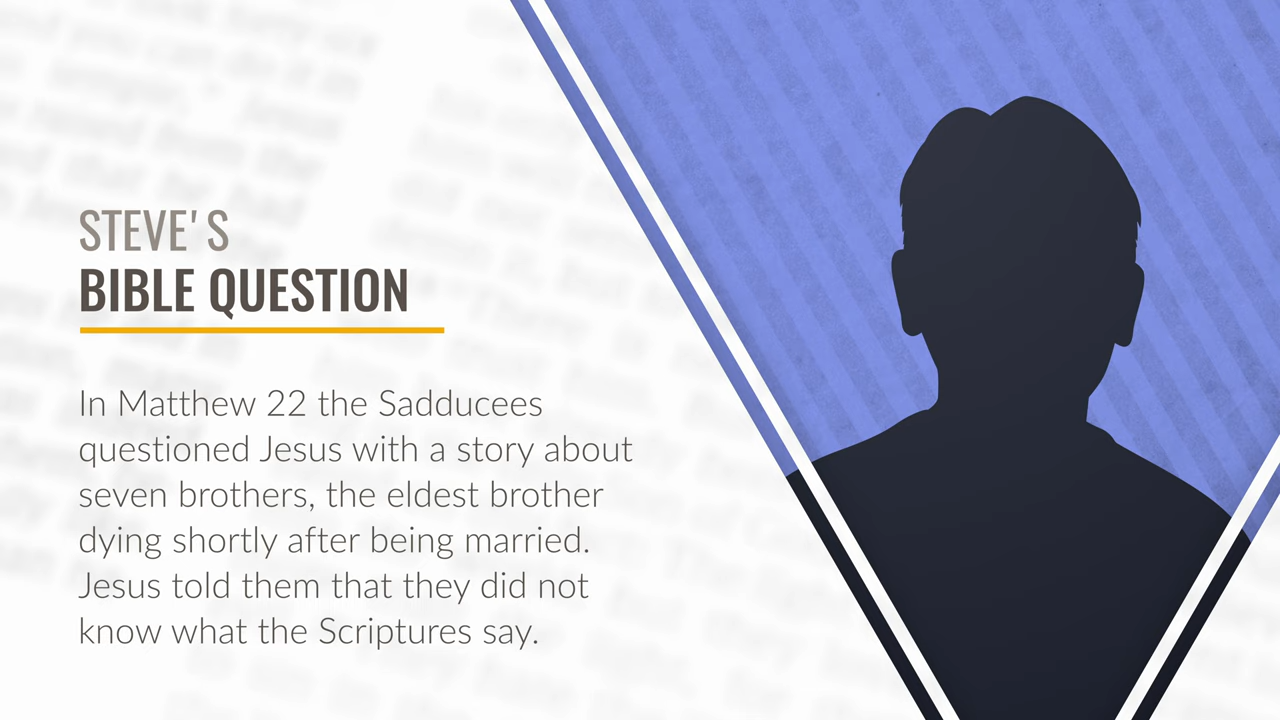 STEVE'S
BIBLE QUESTION
In Matthew 22 the Sadducees
questioned Jesus with a story about
seven brothers, the eldest brother
dying shortly after being married.
Jesus told them that they did not
know what the Scriptures say.